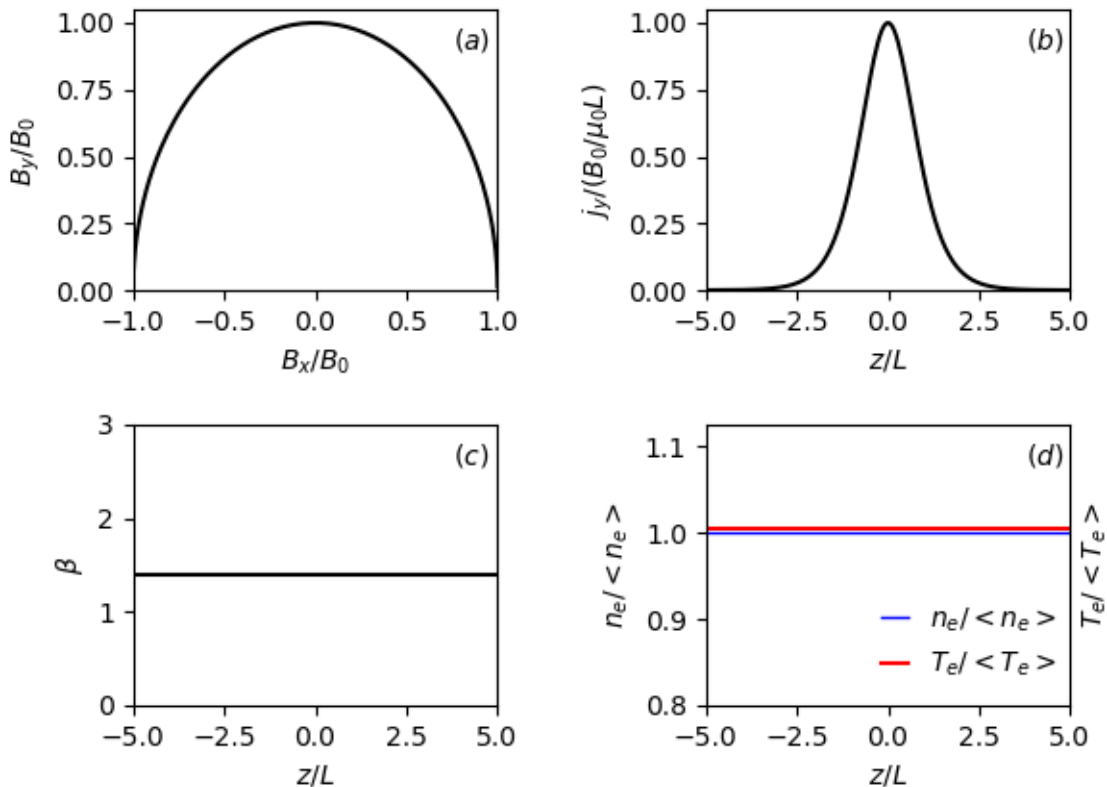 (a)
B_y/B_0
1.00
0.75
0.50
0.25
0.00
−1.0 −0.5 0.0 0.5 1.0
B_x/B_0
(b)
j_y/(B_0/μ_0L)
1.00
0.75
0.50
0.25
0.00
−5.0 −2.5 0.0 2.5 5.0
z/L
(c)
β
3
2
1
0
−5.0 −2.5 0.0 2.5 5.0
z/L
(d)
n_e/<n_e>
1.1
1.0
0.9
0.8
n_e/<n_e>
T_e/<T_e>
T_e/<T_e>
−5.0 −2.5 0.0 2.5 5.0
z/L